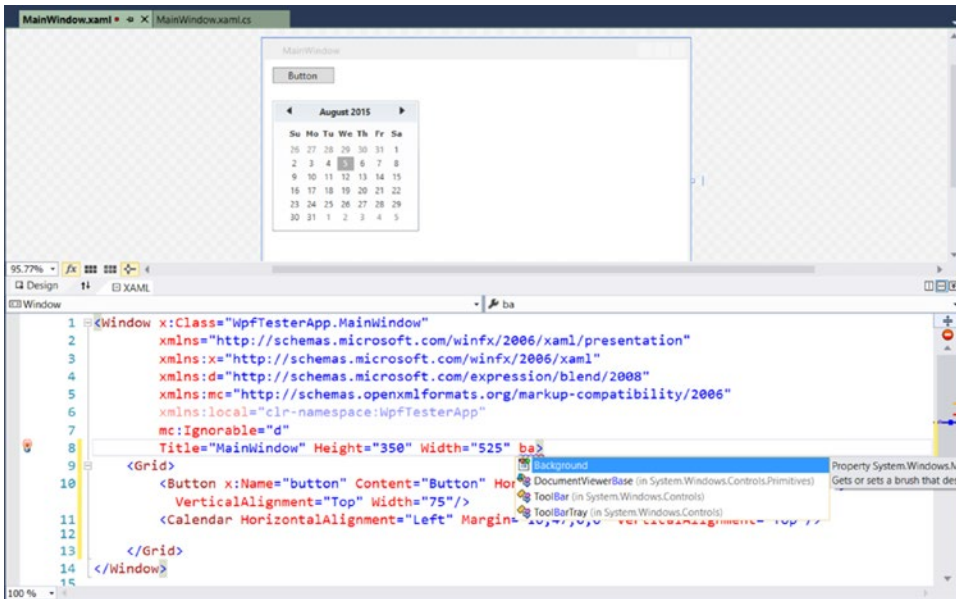 MainWindow.xaml MainWindow.xaml.cs
MainWindow
Button
August 2015
Su Mo Tu We Th Fr Sa
26 27 28 29 30 31 1
2 3 4 5 6 7 8
9 10 11 12 13 14 15
16 17 18 19 20 21 22
23 24 25 26 27 28 29
30 31 1 2 3 4 5
95.77% fx
Design XAML
Window ba
1 <Window x:Class="WpfTesterApp.MainWindow"
2 xmlns="http://schemas.microsoft.com/winfx/2006/xaml/presentation"
3 xmlns:x="http://schemas.microsoft.com/winfx/2006/xaml"
4 xmlns:d="http://schemas.microsoft.com/expression/blend/2008"
5 xmlns:mc="http://schemas.openxmlformats.org/markup-compatibility/2006"
6 xmlns:local="clr-namespace:WpfTesterApp"
7 mc:Ignorable="d"
8 Title="MainWindow" Height="350" Width="525" ba>
9 <Grid>
Background
Property System.Windows.M
10 <Button x:Name="button" Content="Button" Hor
DocumentViewerBase (in System.Windows.Controls.Primitives)
Gets or sets a brush that des
ToolBar (in System.Windows.Controls)
VerticalAlignment="Top" Width="75"/>
ToolBarTray (in System.Windows.Controls)
11 <Calendar HorizontalAlignment="Left" Margin=
12
13 </Grid>
14 </Window>
15
100 %